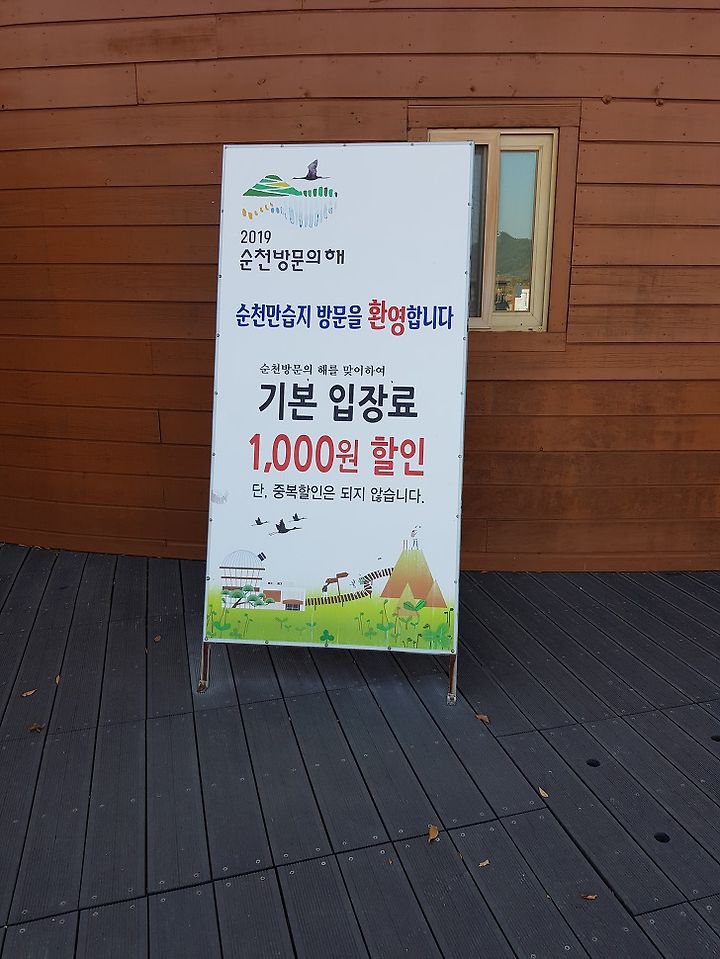 2019
순천방문의해
순천만습지 방문을 환영합니다
순천방문의 해를 맞이하여
기본 입장료
1,000원 할인
단, 중복할인은 되지 않습니다.